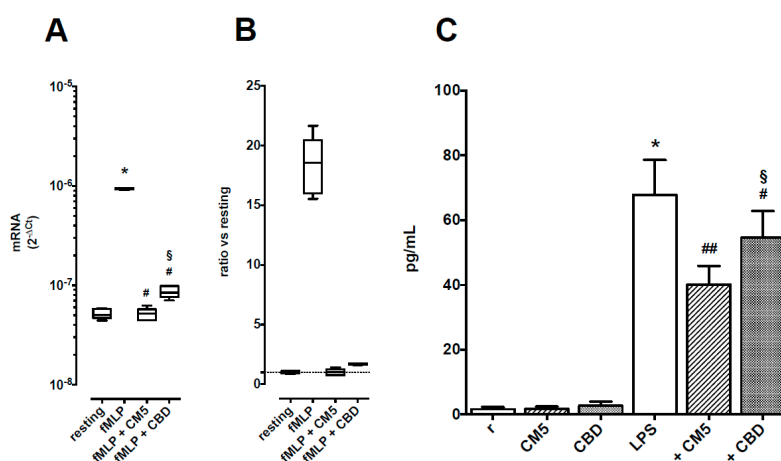 A
mRNA
(2-ΔCt)
10-5
10-6
10-7
10-8
*
#
§
#
resting
fMLP
fMLP + CM5
fMLP + CBD
B
ratio vs resting
25
20
15
10
5
0
resting
fMLP
fMLP + CM5
fMLP + CBD
C
pg/mL
100
80
60
40
20
0
*
##
§
#
r
CM5
CBD
LPS
+ CM5
+ CBD